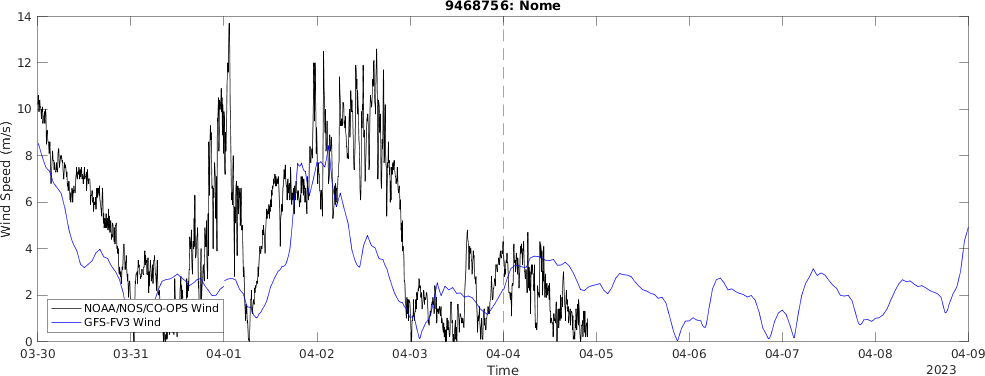 9468756: Nome
Wind Speed (m/s)
14
12
10
8
6
4
2
0
NOAA/NOS/CO-OPS Wind
GFS-FV3 Wind
03-30 03-31 04-01 04-02 04-03 04-04 04-05 04-06 04-07 04-08 04-09
Time
2023